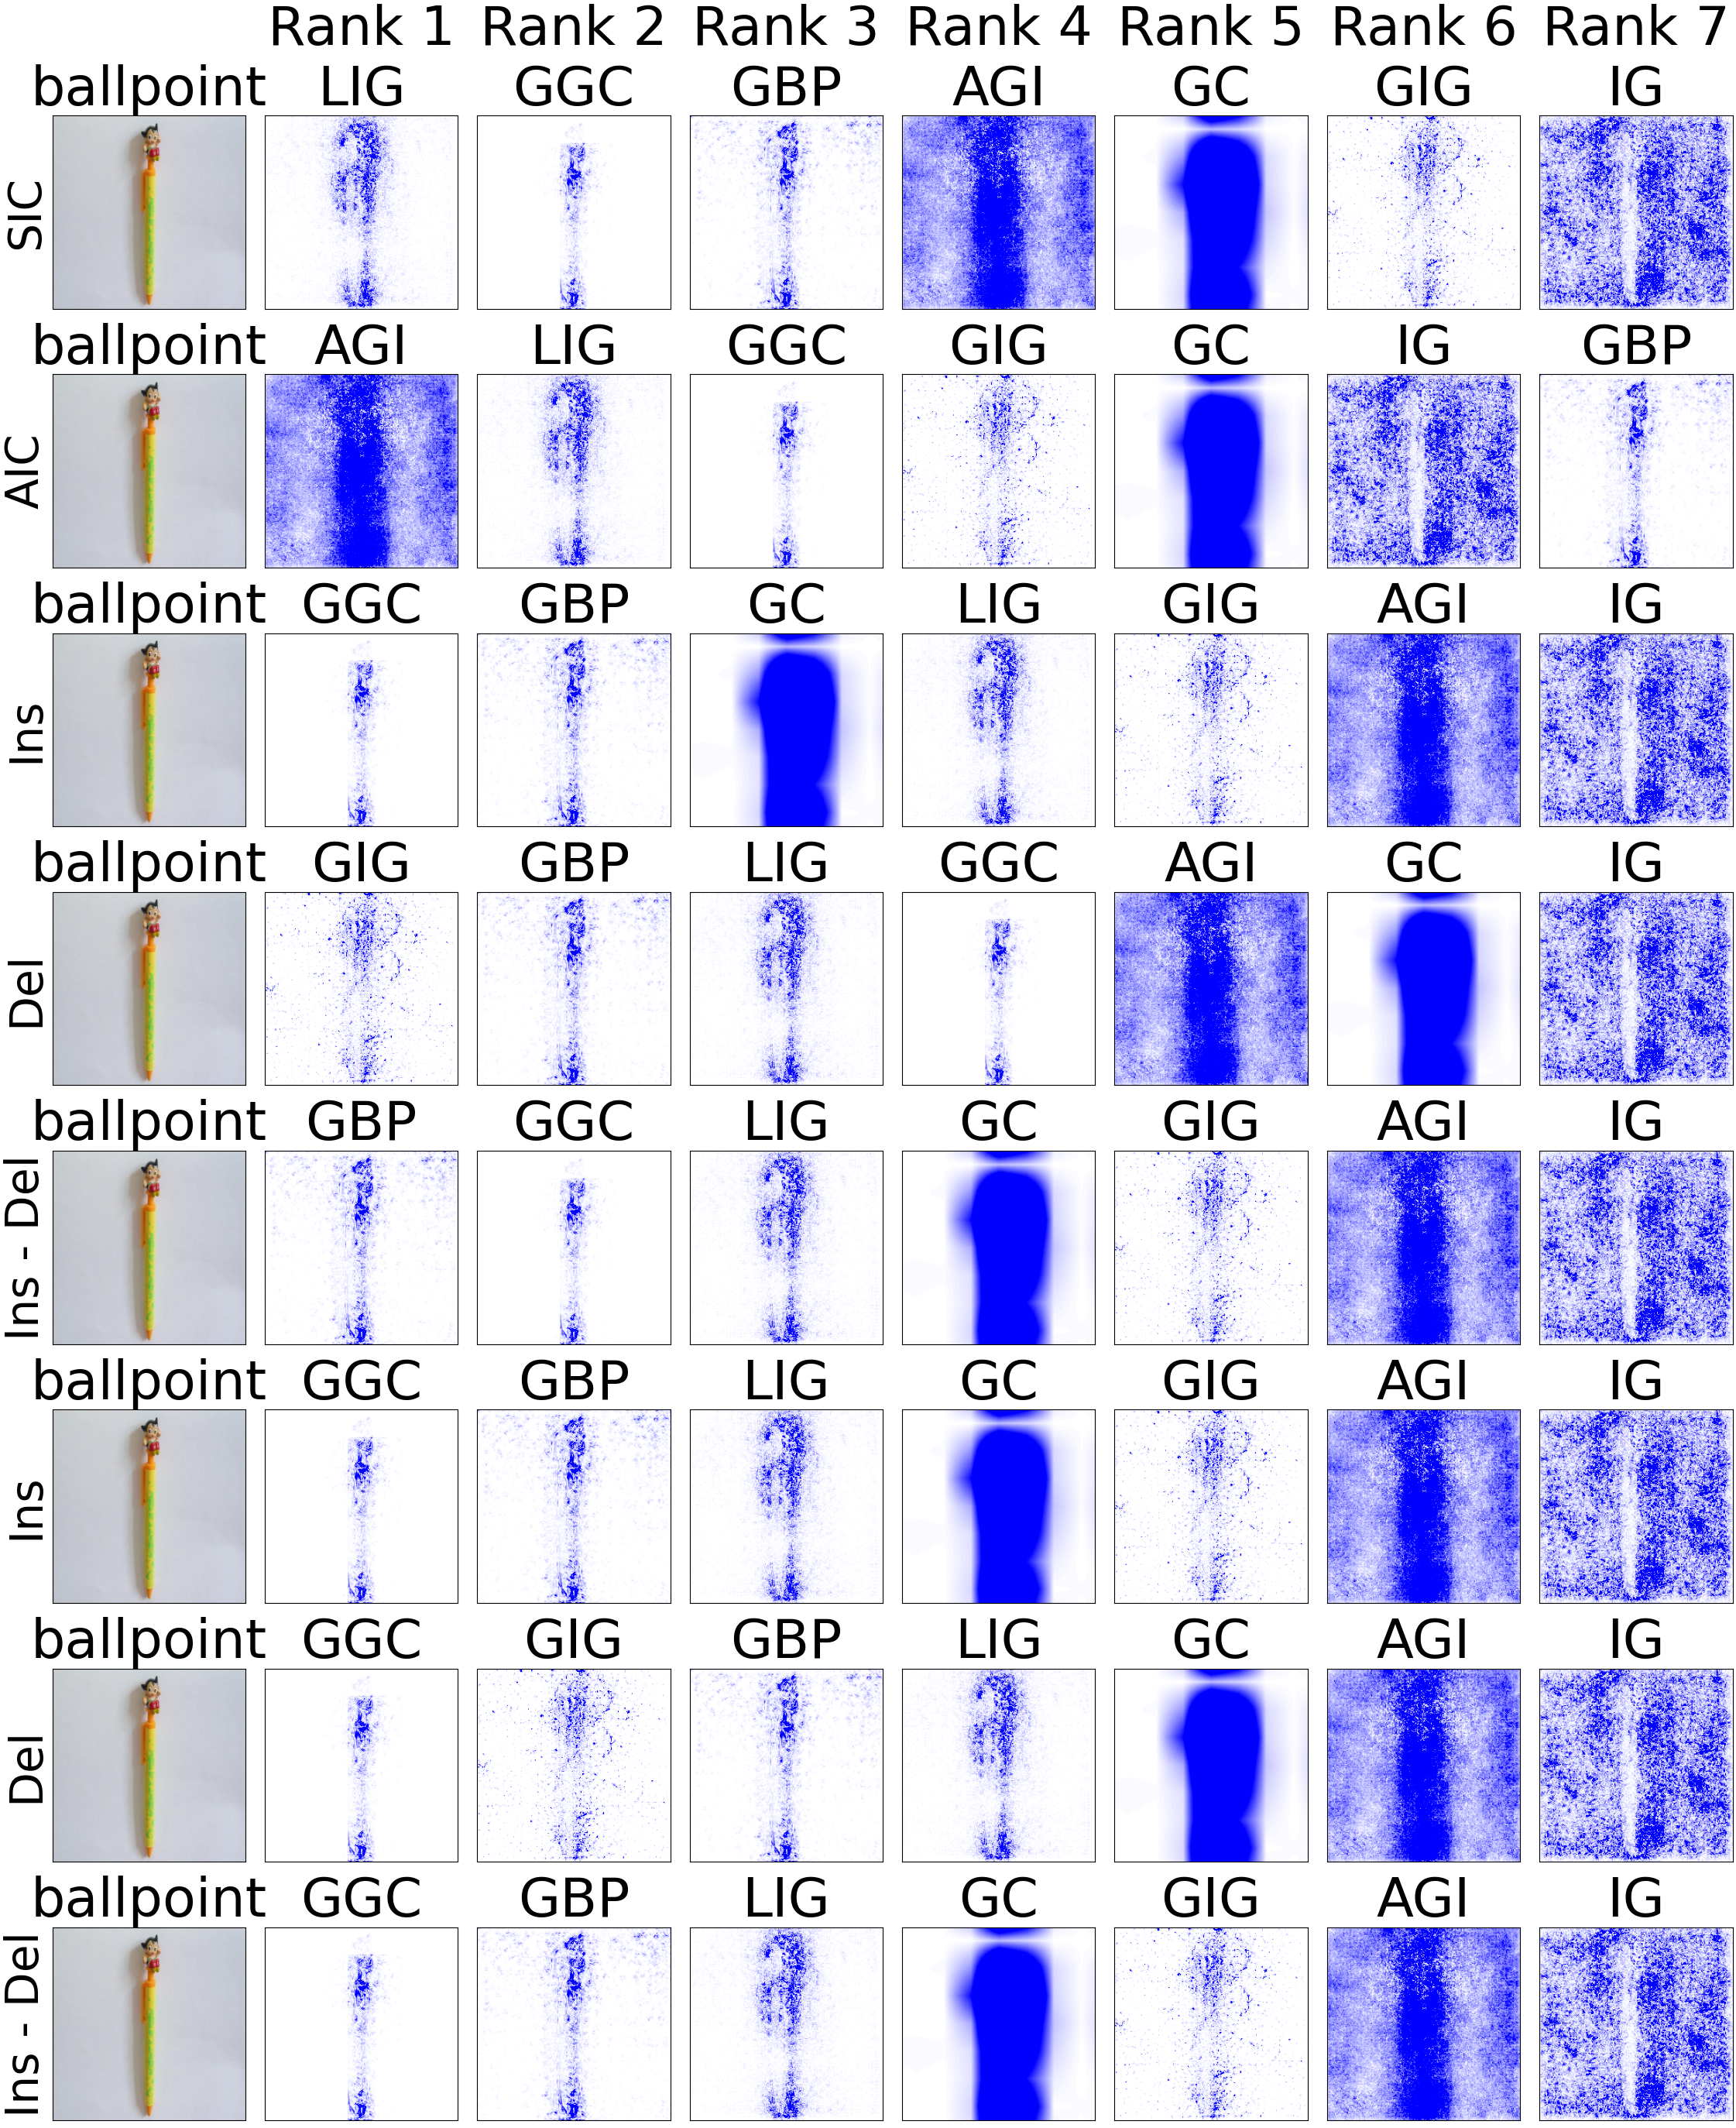 Rank 1 Rank 2 Rank 3 Rank 4 Rank 5 Rank 6 Rank 7
ballpoint LIG GGC GBP AGI GC GIG IG
SIC
ballpoint AGI LIG GGC GIG GC IG GBP
AIC
ballpoint GGC GBP GC LIG GIG AGI IG
Ins
ballpoint GIG GBP LIG GGC AGI GC IG
Del
ballpoint GBP GGC LIG GC GIG AGI IG
Ins - Del
ballpoint GGC GBP LIG GC GIG AGI IG
Ins
ballpoint GGC GIG GBP LIG GC AGI IG
Del
ballpoint GGC GBP LIG GC GIG AGI IG
Ins - Del